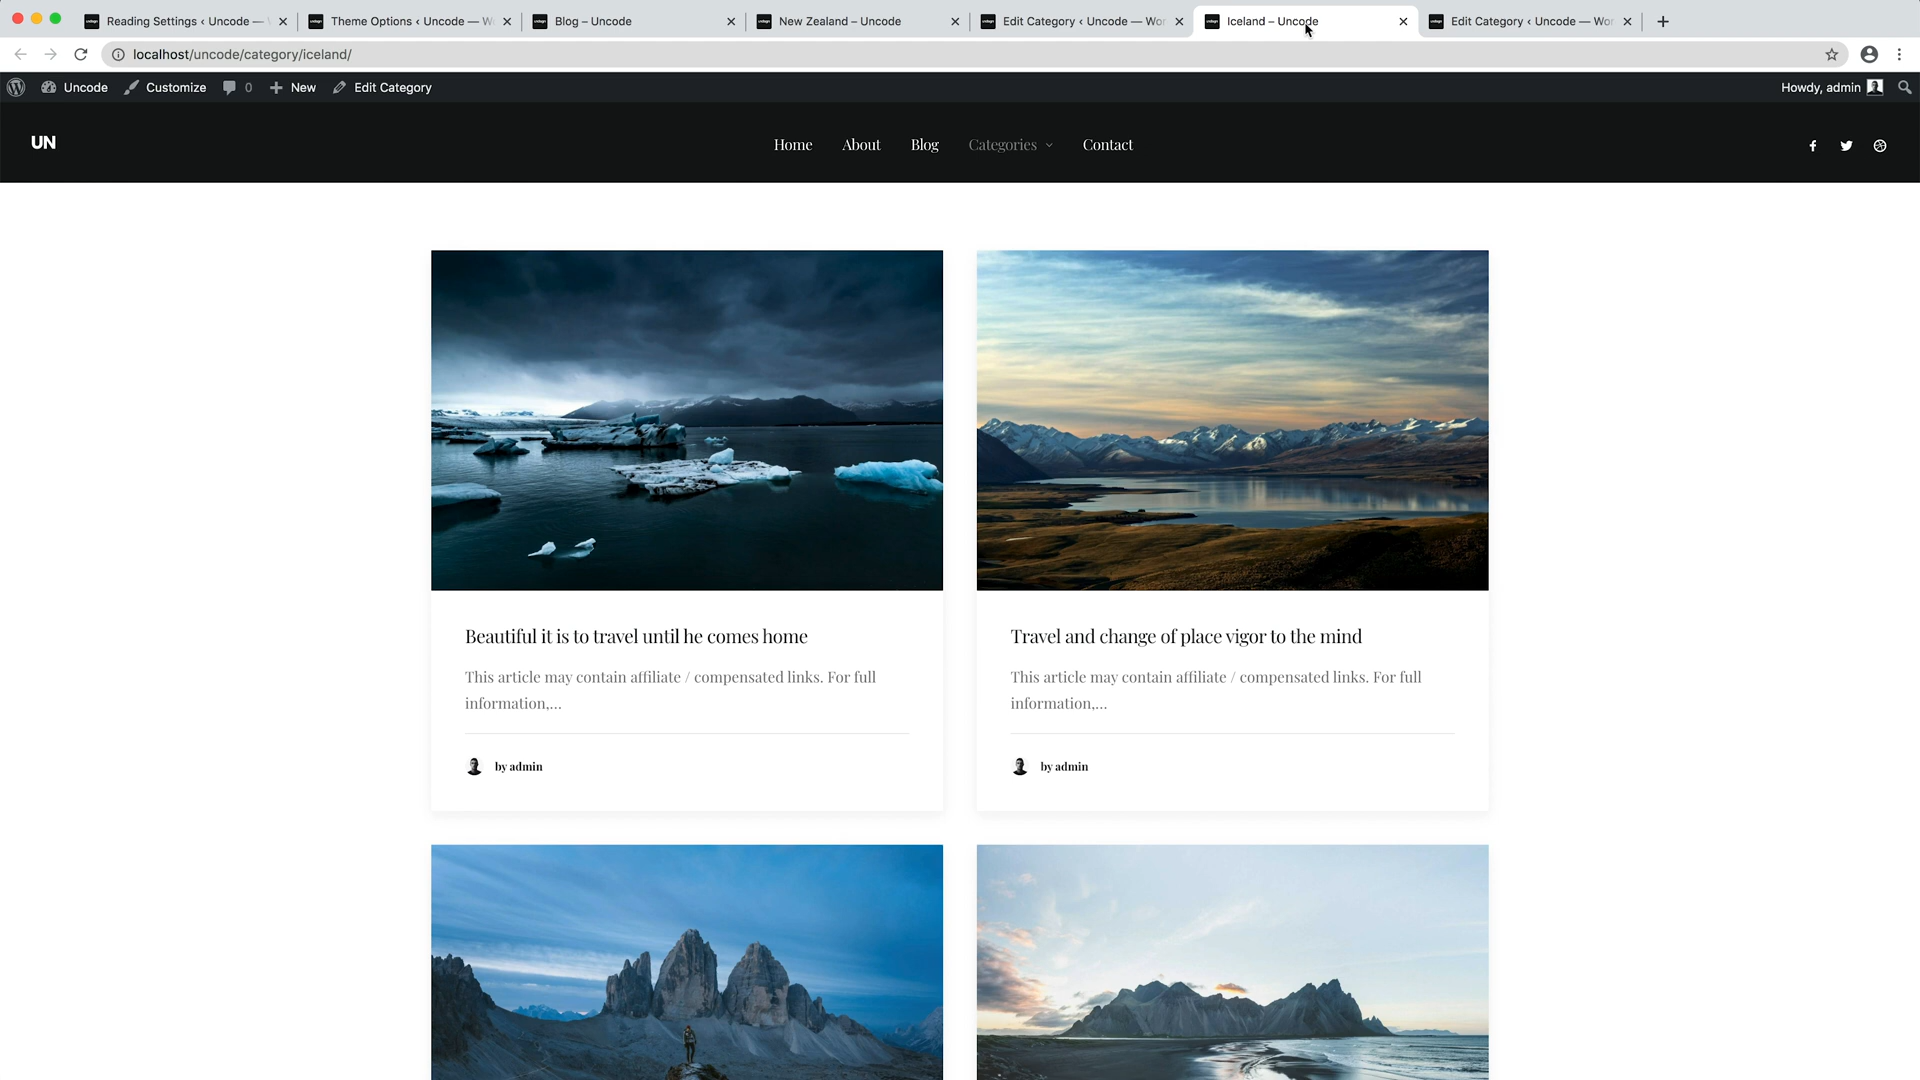 Reading Settings ‹ Uncode —
Theme Options ‹ Uncode — W
Blog – Uncode
New Zealand – Uncode
Edit Category ‹ Uncode — Wor
Iceland – Uncode
Edit Category ‹ Uncode — Wor
localhost/uncode/category/iceland/
Uncode
Customize
0
New
Edit Category
Howdy, admin
UN
Home
About
Blog
Categories
Contact
Beautiful it is to travel until he comes home
This article may contain affiliate / compensated links. For full
information,...
by admin
Travel and change of place vigor to the mind
This article may contain affiliate / compensated links. For full
information,...
by admin